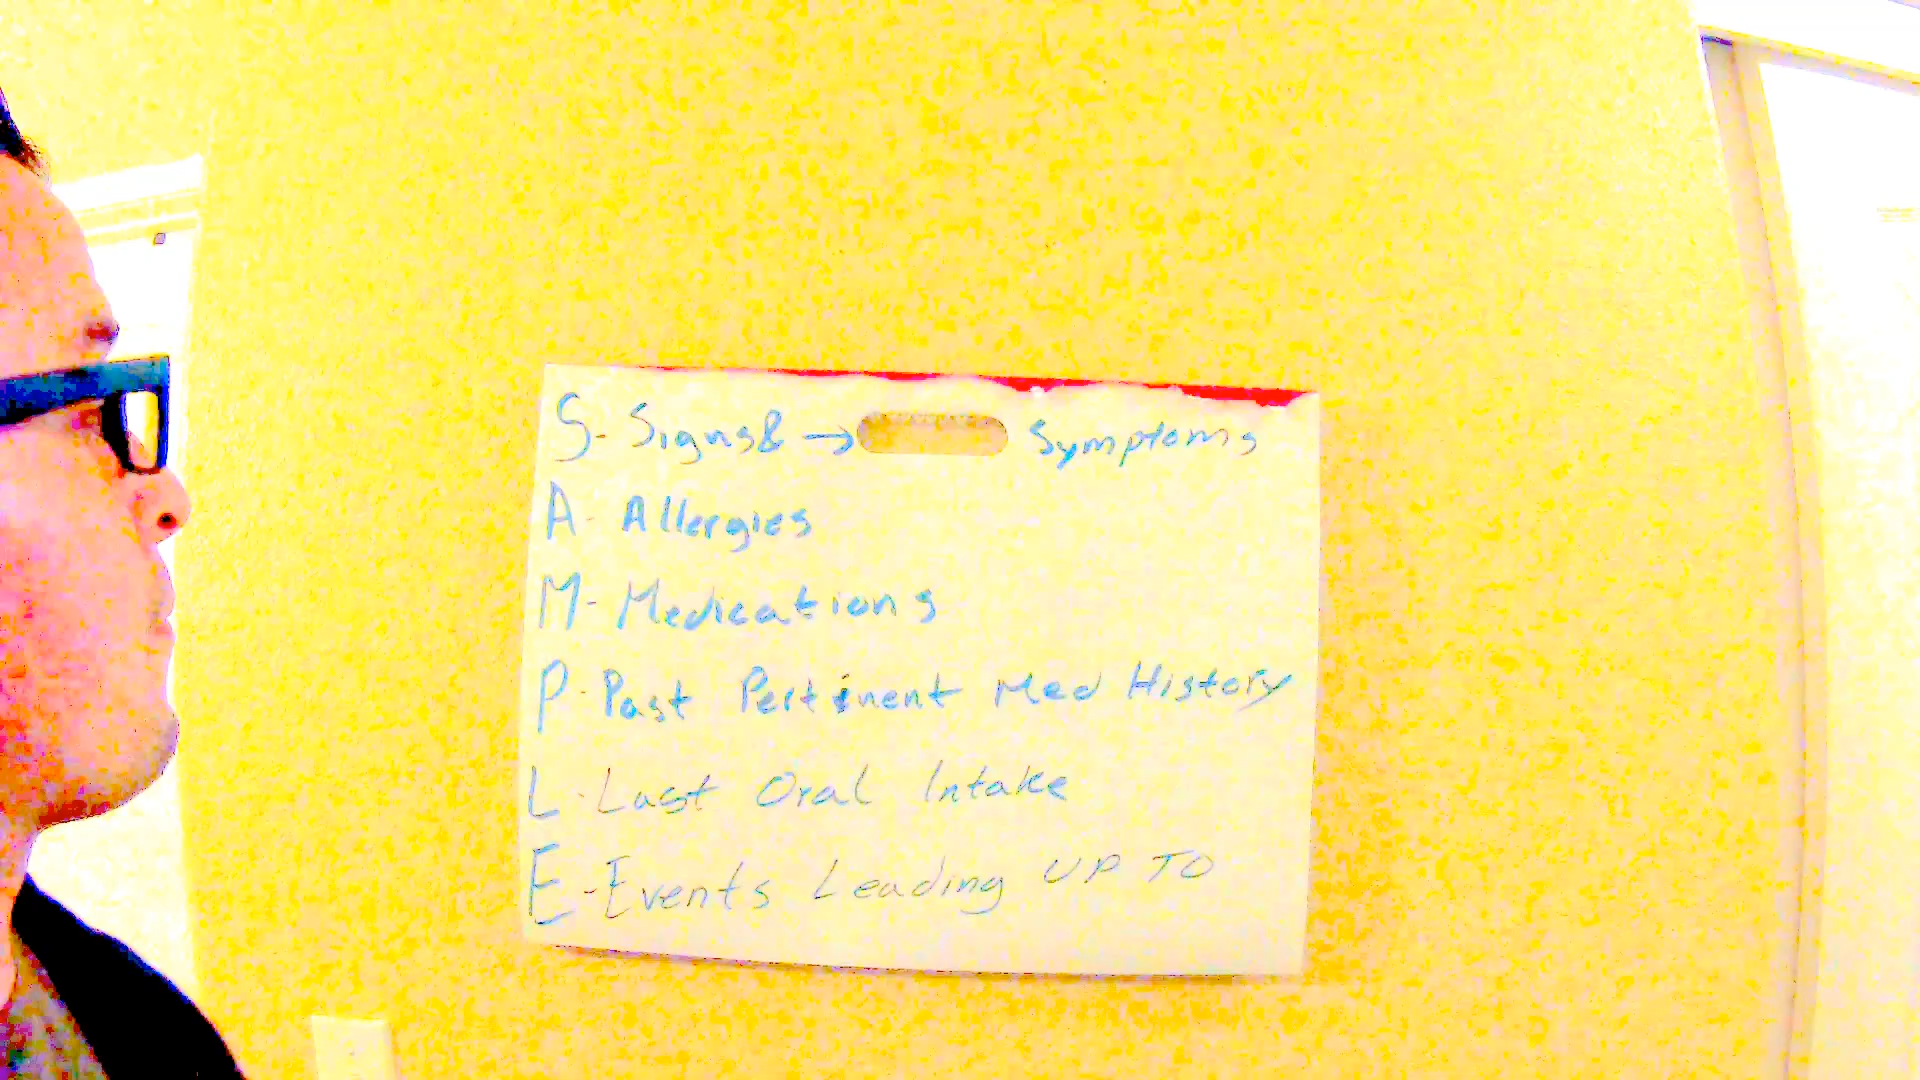 S- Signs& → Symptoms
A- Allergies
M- Medications
P- Past Pertinent Med History
L- Last Oral Intake
E- Events Leading UP TO